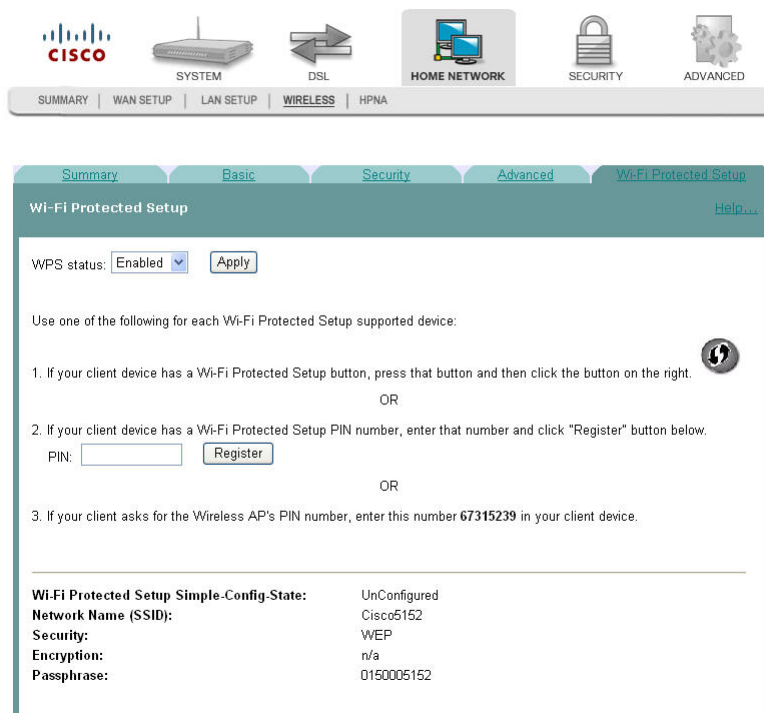 CISCO
SYSTEM
DSL
HOME NETWORK
SECURITY
ADVANCED
SUMMARY | WAN SETUP | LAN SETUP | WIRELESS | HPNA
Summary
Basic
Security
Advanced
Wi-Fi Protected Setup
Wi-Fi Protected Setup
Help...
WPS status: Enabled Apply
Use one of the following for each Wi-Fi Protected Setup supported device:
1. If your client device has a Wi-Fi Protected Setup button, press that button and then click the button on the right.
OR
2. If your client device has a Wi-Fi Protected Setup PIN number, enter that number and click "Register" button below.
PIN: Register
OR
3. If your client asks for the Wireless AP's PIN number, enter this number 67315239 in your client device.
Wi-Fi Protected Setup Simple-Config-State: UnConfigured
Network Name (SSID): Cisco5152
Security: WEP
Encryption: n/a
Passphrase: 0150005152